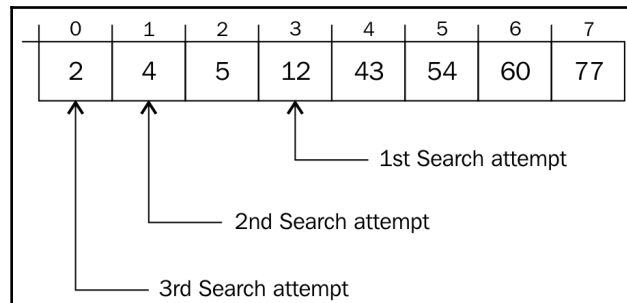 0 1 2 3 4 5 6 7
2 4 5 12 43 54 60 77
1st Search attempt
2nd Search attempt
3rd Search attempt